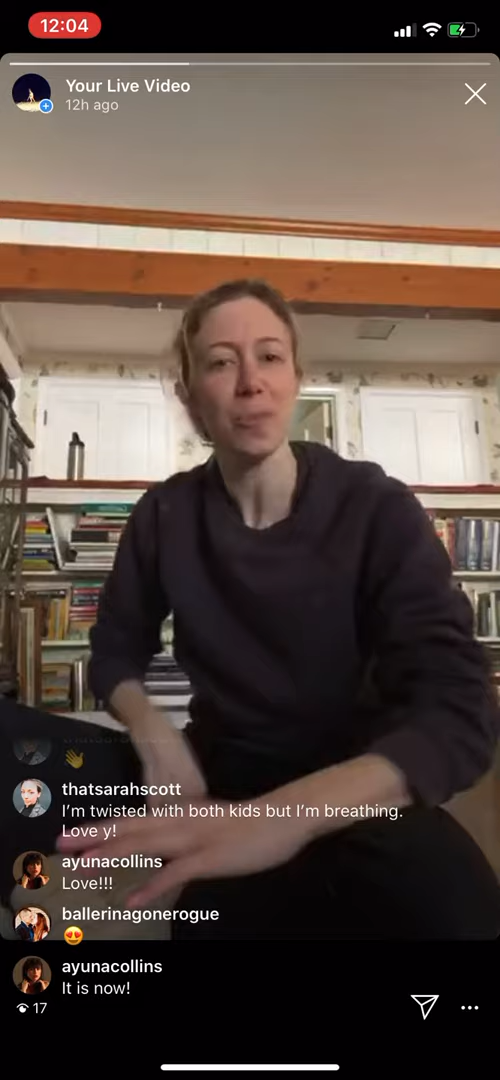 12:04
Your Live Video
12h ago
thatsarahscott
I'm twisted with both kids but I'm breathing.
Love y!
ayunacollins
Love!!!
ballerinagonerogue
😍
ayunacollins
It is now!
17